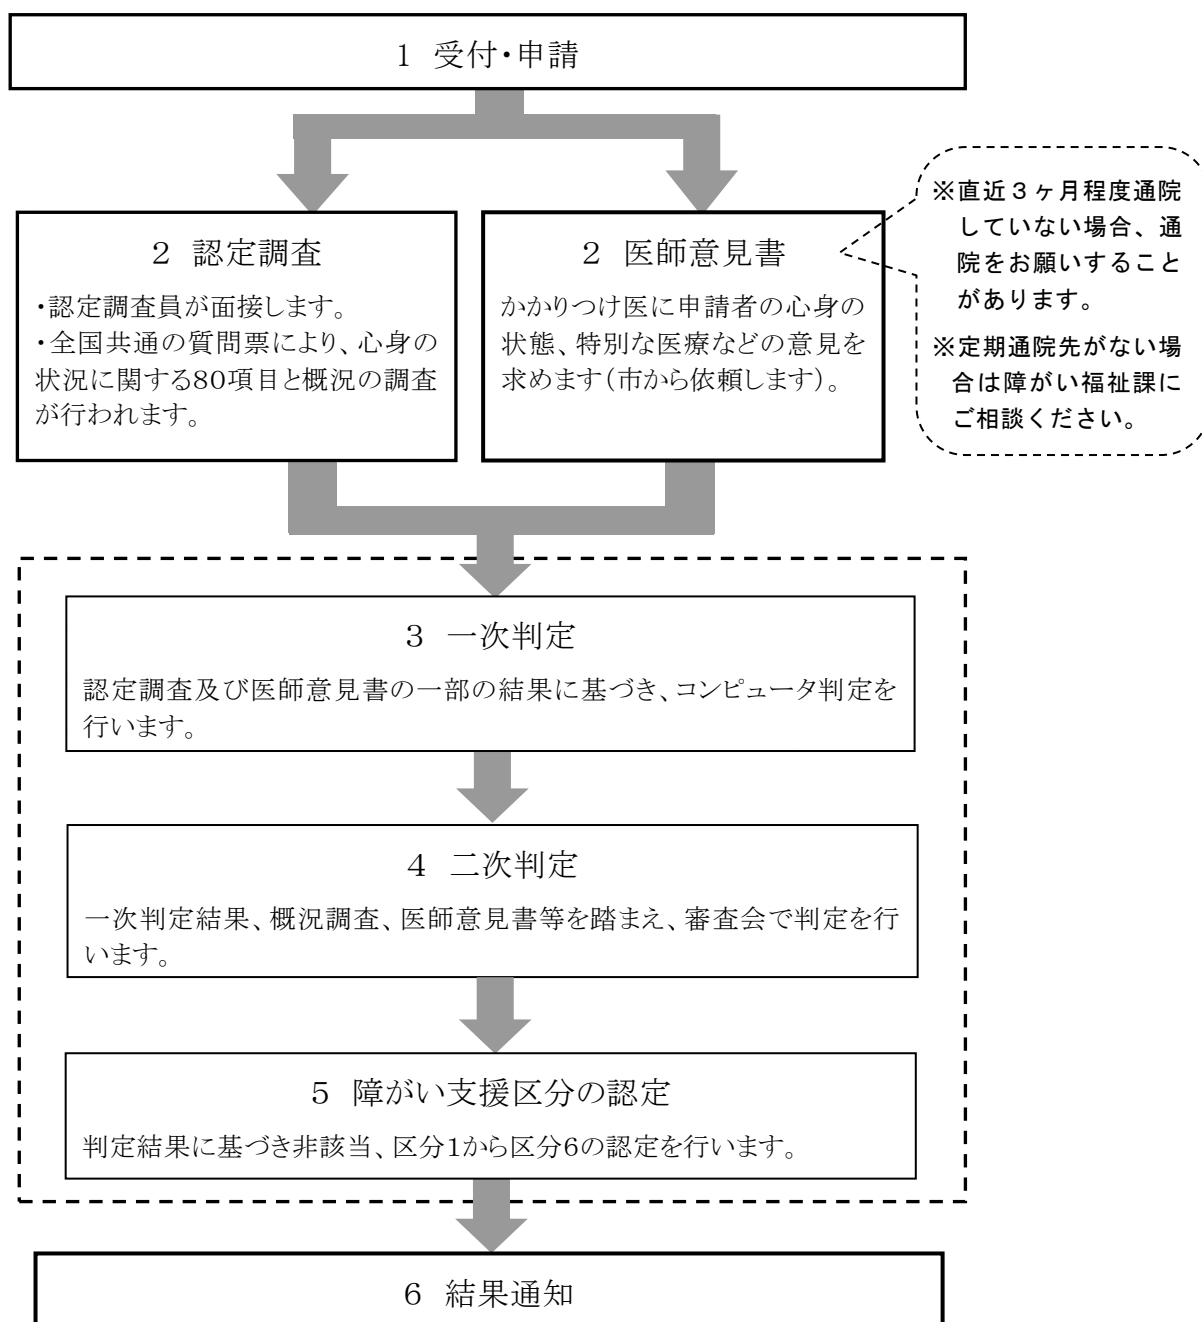 1 受付・申請
2 認定調査
・認定調査員が面接します。
・全国共通の質問票により、心身の
状況に関する80項目と概況の調査
が行われます。
2 医師意見書
かかりつけ医に申請者の心身の
状態、特別な医療などの意見を
求めます(市から依頼します)。
※直近3ヶ月程度通院
していない場合、通
院をお願いすること
があります。
※定期通院先がない場
合は障がい福祉課に
ご相談ください。
3 一次判定
認定調査及び医師意見書の一部の結果に基づき、コンピュータ判定を
行います。
4 二次判定
一次判定結果、概況調査、医師意見書等を踏まえ、審査会で判定を行
います。
5 障がい支援区分の認定
判定結果に基づき非該当、区分1から区分6の認定を行います。
6 結果通知